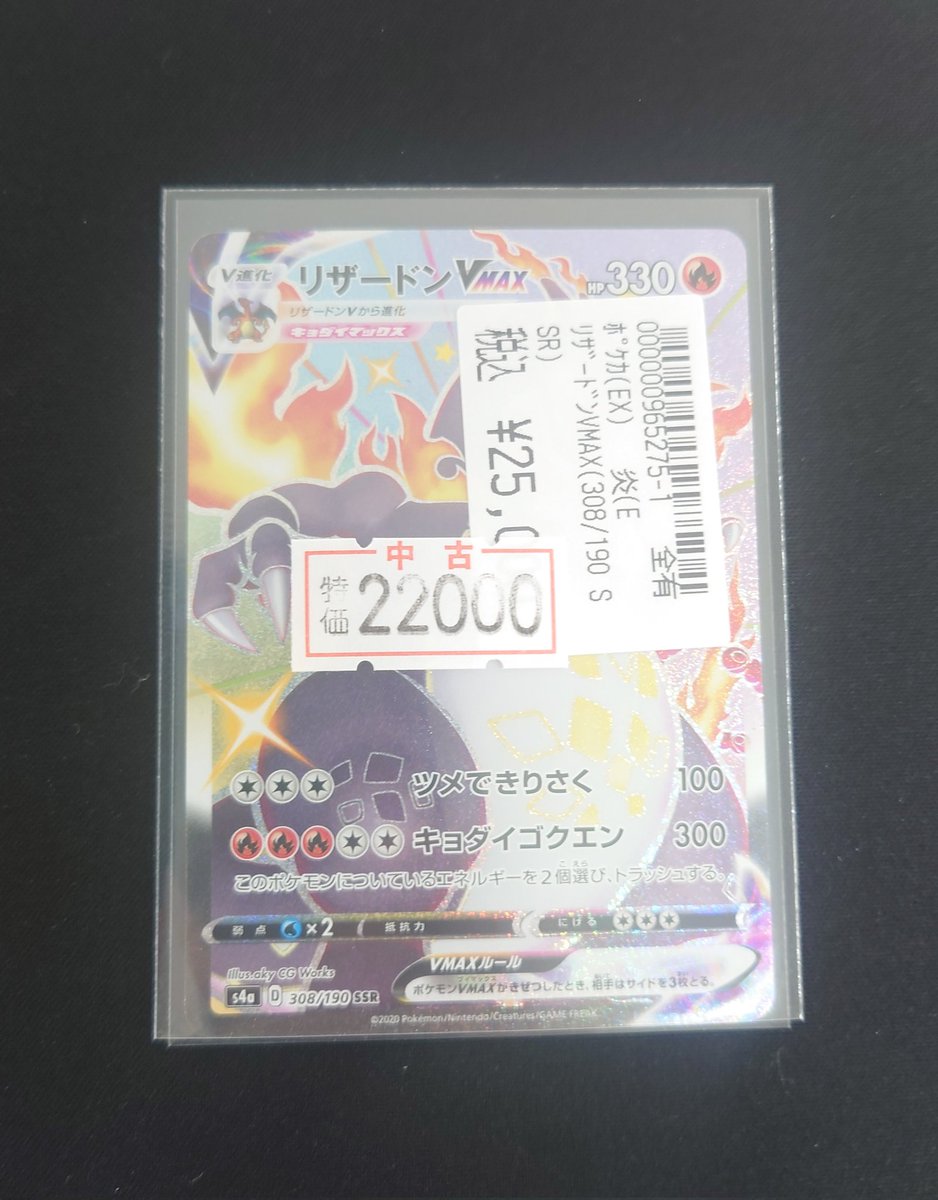 V進化
リザードンVMAX
HP330
リザードンVから進化
キョダイマックス
0000000965275-1
ポケカ(EX) 炎(E 全有
リザードンVMAX(308/190 S
SR)
税込 ¥25,
中古
特価 22000
ツメできりさく 100
キョダイゴクエン 300
このポケモンについているエネルギーを2個選び、トラッシュする。
弱点 ×2 抵抗力 にげる
VMAXルール
ポケモンVMAXがきぜつしたとき、相手はサイドを3枚とる。
Illus.aky CG Works
s4a D 308/190 SSR
©2020 Pokémon/Nintendo/Creatures/GAME FREAK